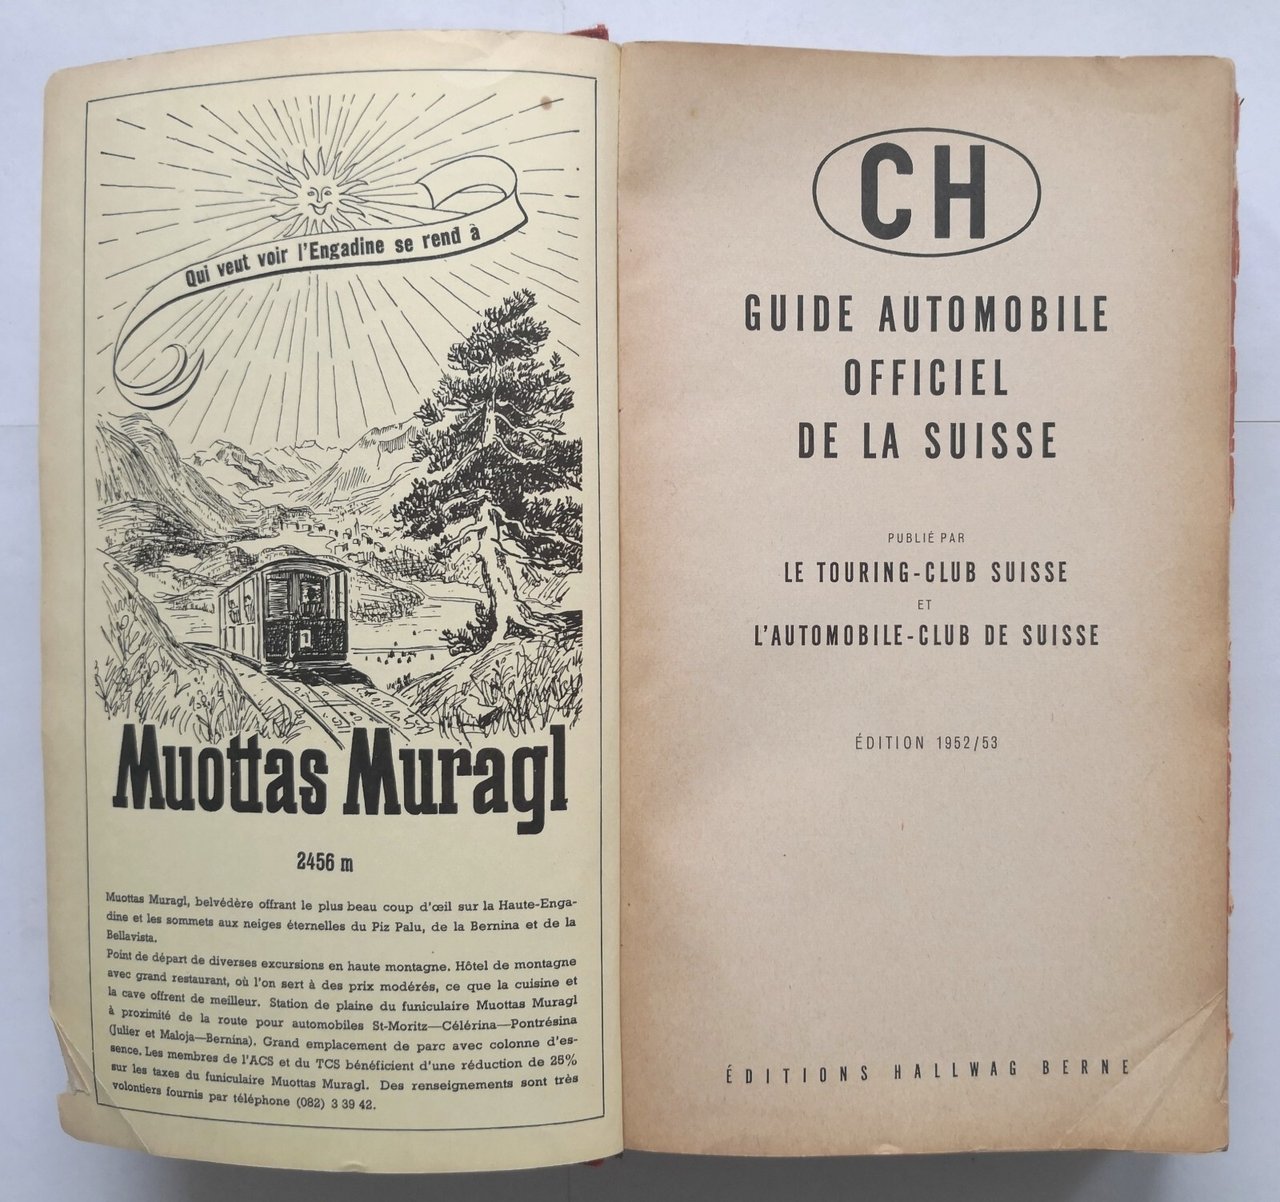 Qui veut voir l'Engadine se rend à
Muottas Muragl
2456 m
Muottas Muragl, belvédère offrant le plus beau coup d'œil sur la Haute-Enga-
dine et les sommets aux neiges éternelles du Piz Palu, de la Bernina et de la
Bellavista.
Point de départ de diverses excursions en haute montagne. Hôtel de montagne
avec grand restaurant, où l'on sert à des prix modérés, ce que la cuisine et
la cave offrent de meilleur. Station de plaine du funiculaire Muottas Muragl
à proximité de la route pour automobiles St-Moritz—Célérina—Pontrésina
(Julier et Maloja—Bernina). Grand emplacement de parc avec colonne d'es-
sence. Les membres de l'ACS et du TCS bénéficient d'une réduction de 25%
sur les taxes du funiculaire Muottas Muragl. Des renseignements sont très
volontiers fournis par téléphone (082) 3 39 42.
CH
GUIDE AUTOMOBILE
OFFICIEL
DE LA SUISSE
PUBLIÉ PAR
LE TOURING-CLUB SUISSE
ET
L'AUTOMOBILE-CLUB DE SUISSE
ÉDITION 1952/53
ÉDITIONS HALLWAG BERNE